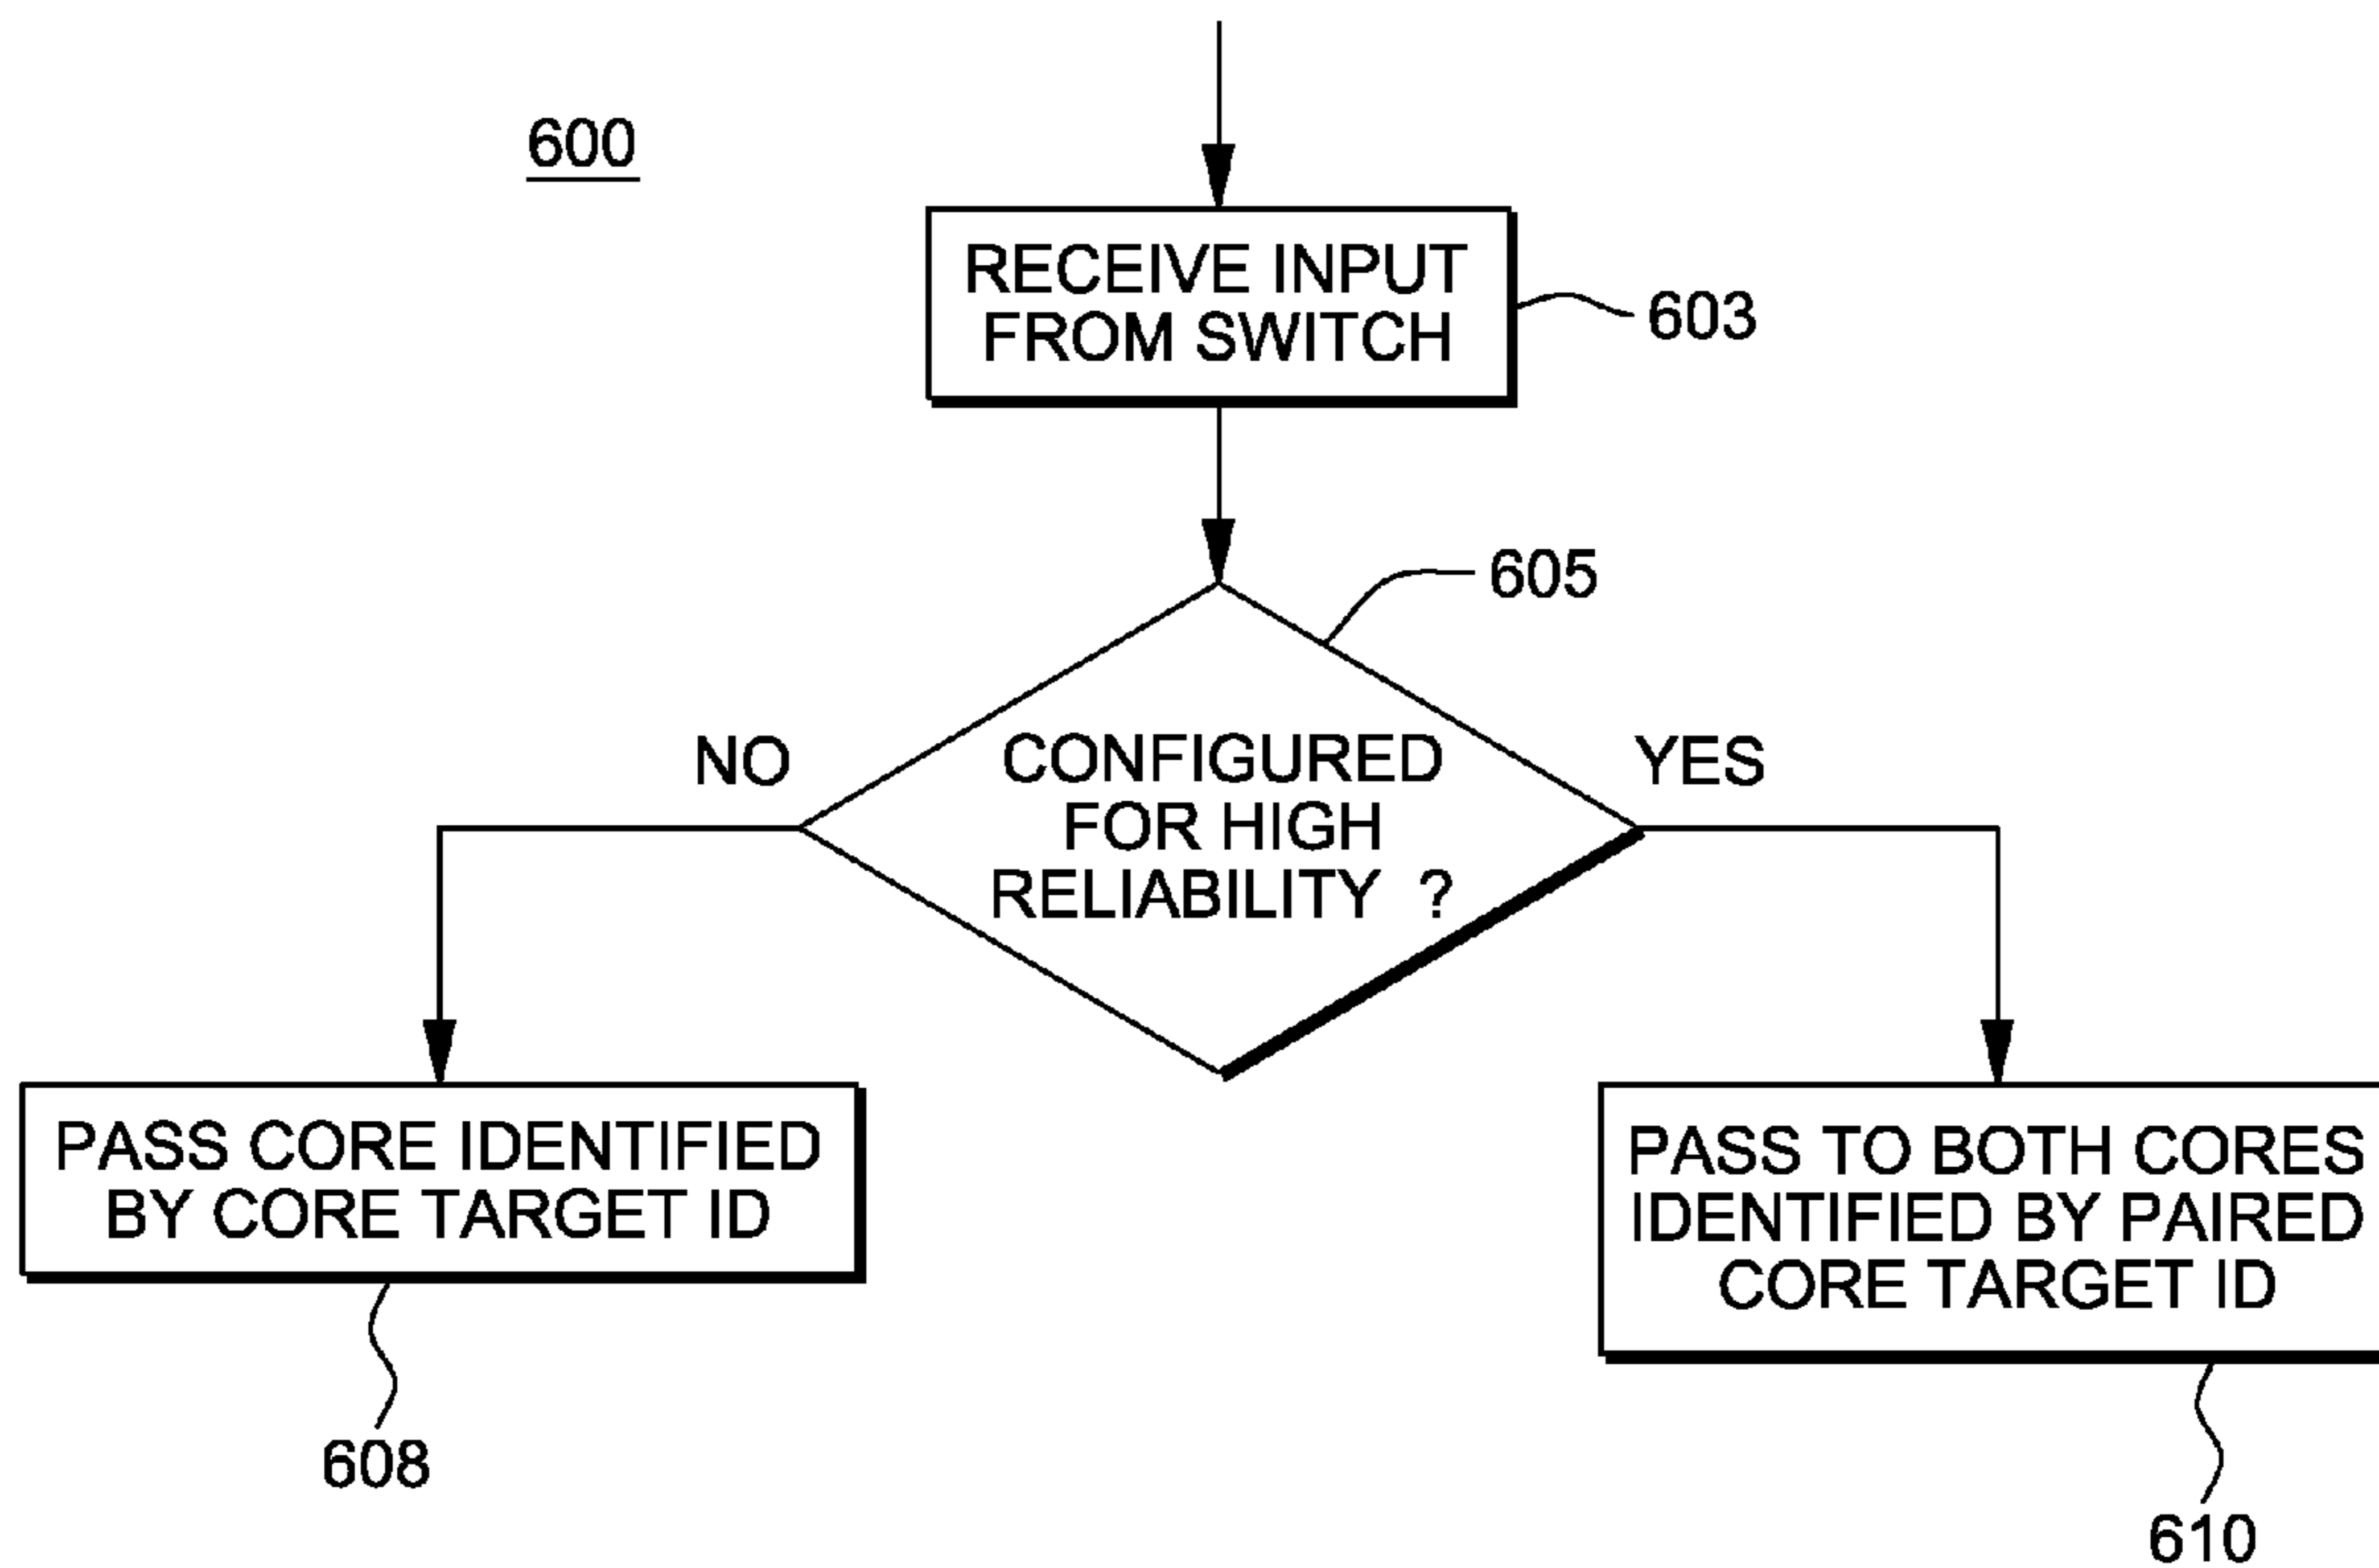 600
RECEIVE INPUT
FROM SWITCH
603
605
NO
CONFIGURED
FOR HIGH
RELIABILITY ?
YES
PASS CORE IDENTIFIED
BY CORE TARGET ID
PASS TO BOTH CORES
IDENTIFIED BY PAIRED
CORE TARGET ID
608
610